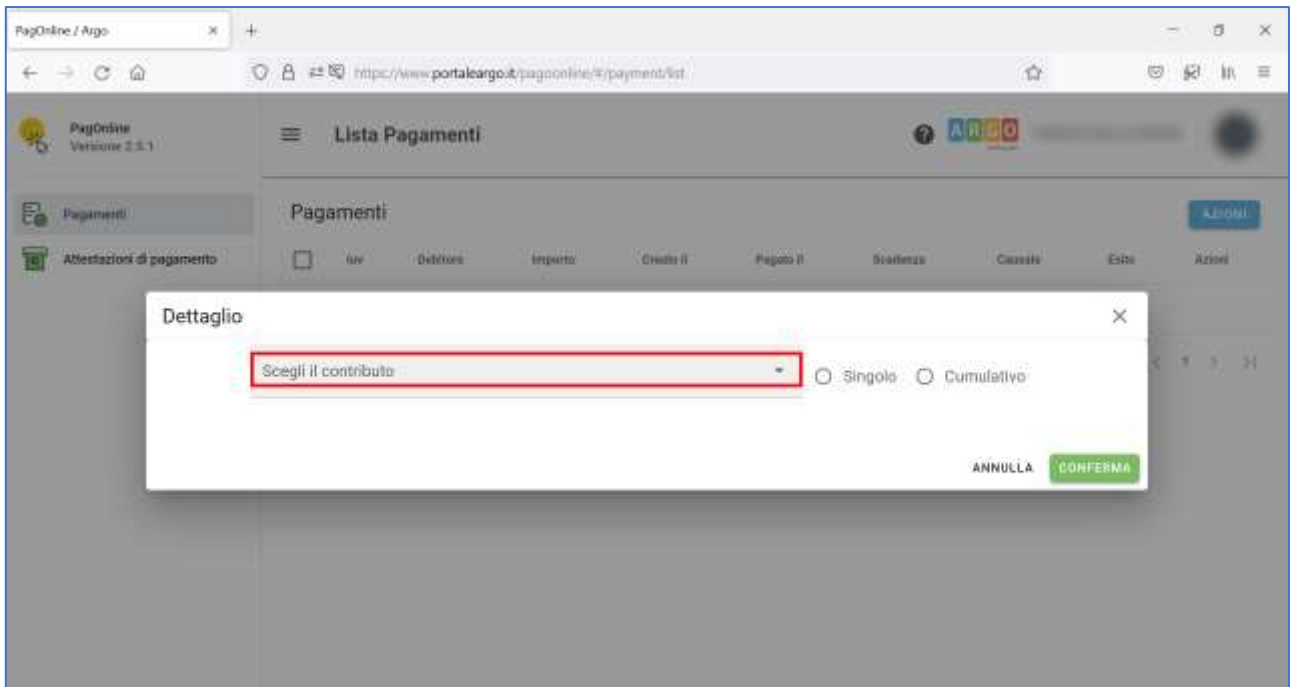 PagOnline / Argo
https://www.portaleargo.it/pagoonline/#/payment/list
PagOnline
Versione 2.5.1
Lista Pagamenti
ARGO
Pagamenti
Attestazioni di pagamento
Pagamenti
AZIONI
Iuv Debitore Importo Creato il Pagato il Scadenza Causale Esito Azioni
Dettaglio
Scegli il contributo
Singolo Cumulativo
ANNULLA CONFERMA